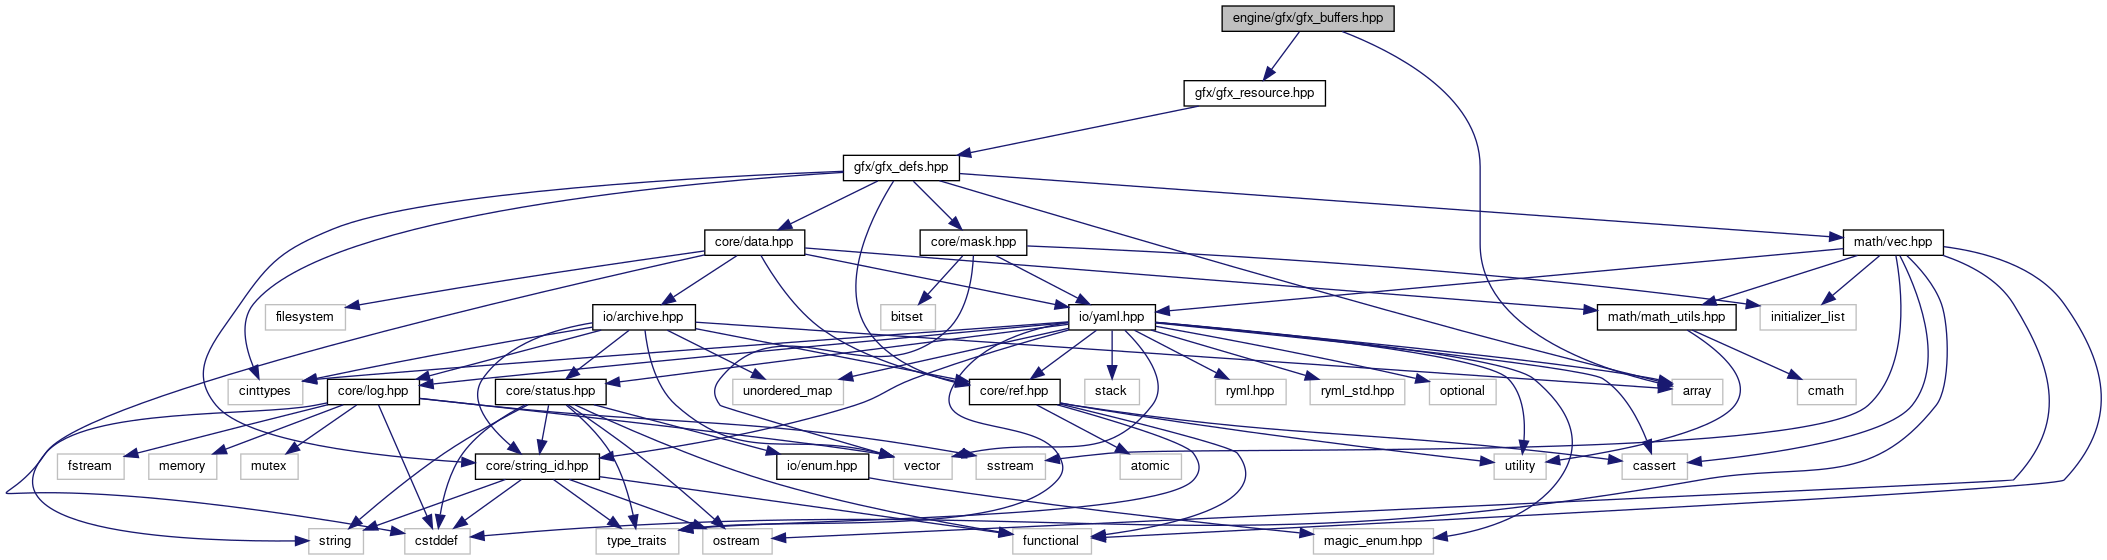 engine/gfx/gfx_buffers.hpp
gfx/gfx_resource.hpp
gfx/gfx_defs.hpp
core/data.hpp
core/mask.hpp
math/vec.hpp
filesystem
io/archive.hpp
bitset
io/yaml.hpp
math/math_utils.hpp
initializer_list
cinttypes
core/log.hpp
core/status.hpp
unordered_map
core/ref.hpp
stack
ryml.hpp
ryml_std.hpp
optional
array
cmath
fstream
memory
mutex
core/string_id.hpp
io/enum.hpp
vector
sstream
atomic
utility
cassert
string
cstddef
type_traits
ostream
functional
magic_enum.hpp